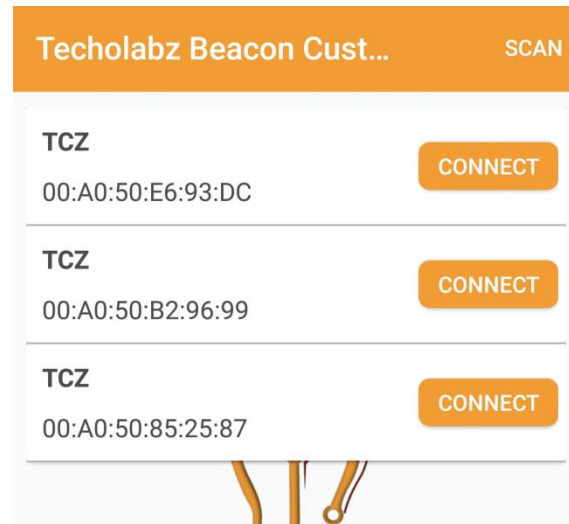 Techolabz Beacon Cust... SCAN
TCZ
00:A0:50:E6:93:DC
CONNECT
TCZ
00:A0:50:B2:96:99
CONNECT
TCZ
00:A0:50:85:25:87
CONNECT